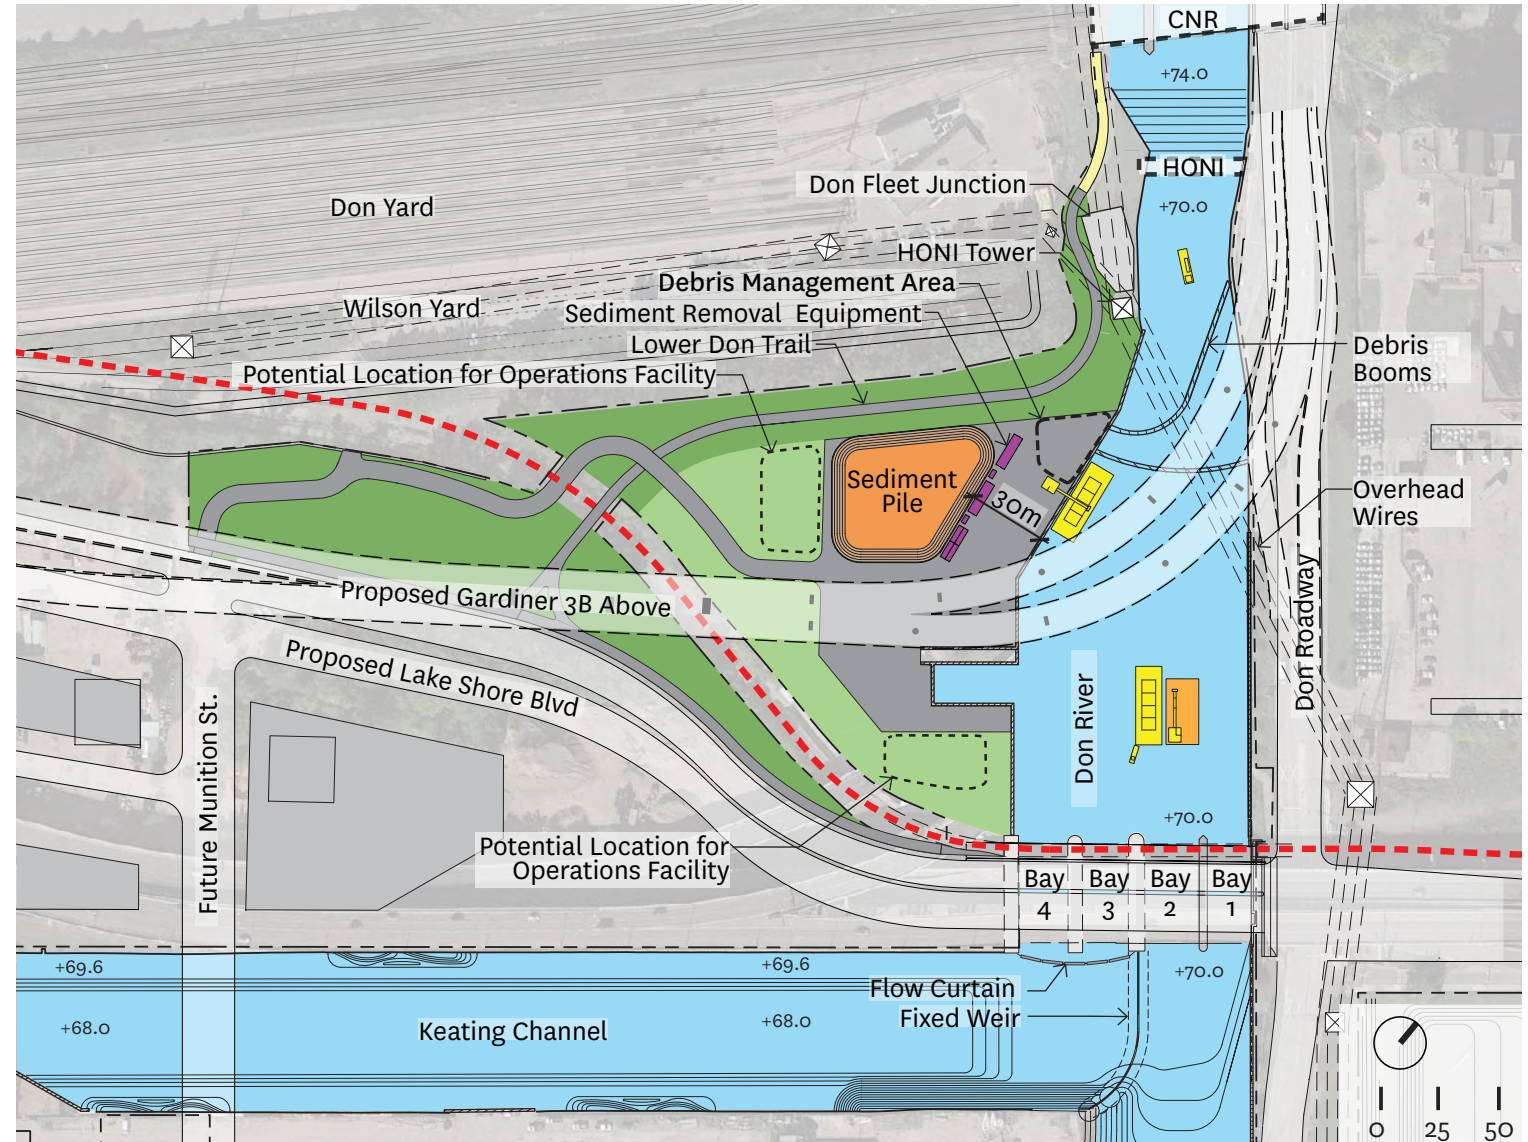 CNR
+74.0
HONI
+70.0
Don Fleet Junction
Don Yard
HONI Tower
Debris Management Area
Wilson Yard
Sediment Removal Equipment
Lower Don Trail
Debris
Booms
Potential Location for Operations Facility
Sediment
Pile
30m
Overhead
Wires
Proposed Gardiner 3B Above
Don Roadway
Proposed Lake Shore Blvd
Don River
Future Munition St.
+70.0
Potential Location for
Operations Facility
Bay
4
Bay
3
Bay
2
Bay
1
+69.6
+69.6
+70.0
Flow Curtain
Fixed Weir
+68.0
Keating Channel
+68.0
0 25 50